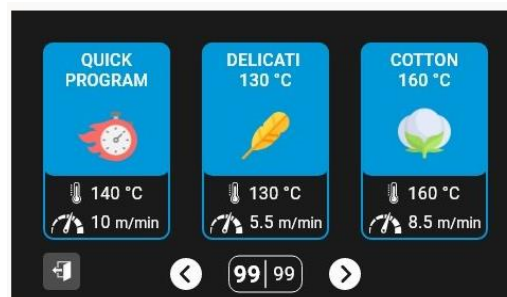 QUICK
PROGRAM
140 °C
10 m/min
DELICATI
130 °C
130 °C
5.5 m/min
COTTON
160 °C
160 °C
8.5 m/min
99|99